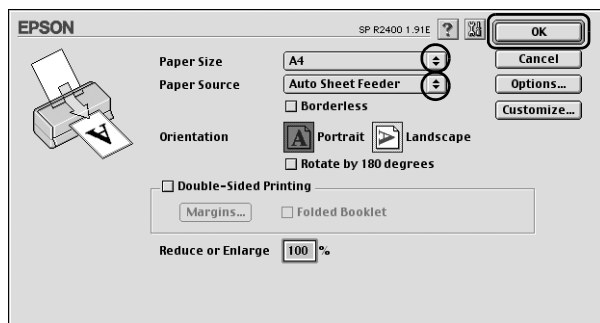 EPSON SP R2400 1.91E ? OK
Paper Size A4 Cancel
Paper Source Auto Sheet Feeder Options...
Borderless Customize...
Orientation A Portrait A Landscape
Rotate by 180 degrees
Double-Sided Printing
Margins... Folded Booklet
Reduce or Enlarge 100 %
A